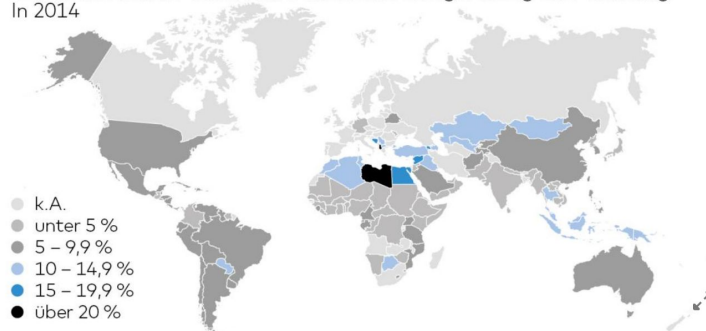 In 2014
k.A.
unter 5 %
5 – 9,9 %
10 – 14,9 %
15 – 19,9 %
über 20 %